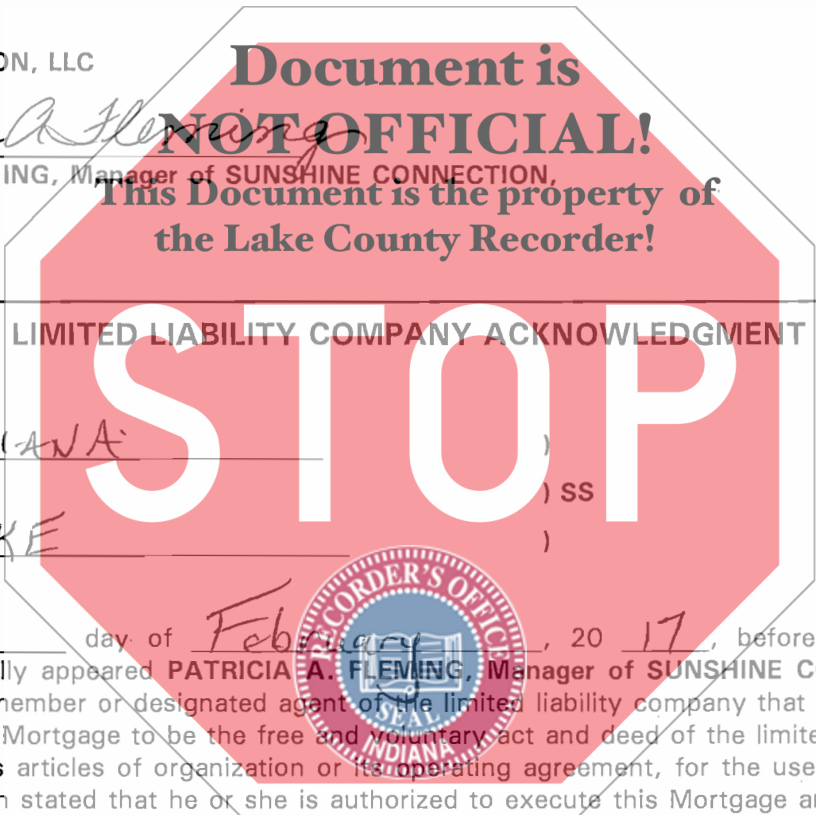 ON, LLC
Document is
A Fleming
NOT OFFICIAL!
ING, Manager of SUNSHINE CONNECTION,
This Document is the property of
the Lake County Recorder!
LIMITED LIABILITY COMPANY ACKNOWLEDGMENT
STOP
IANA )
) SS
KE )
RECORDER'S OFFICE
day of February, 20 17, before
lly appeared PATRICIA A. FLEMING, Manager of SUNSHINE C
member or designated agent of the limited liability company that
SEAL
Mortgage to be the free and voluntary act and deed of the limite
INDIANA
s articles of organization or its operating agreement, for the use
n stated that he or she is authorized to execute this Mortgage a